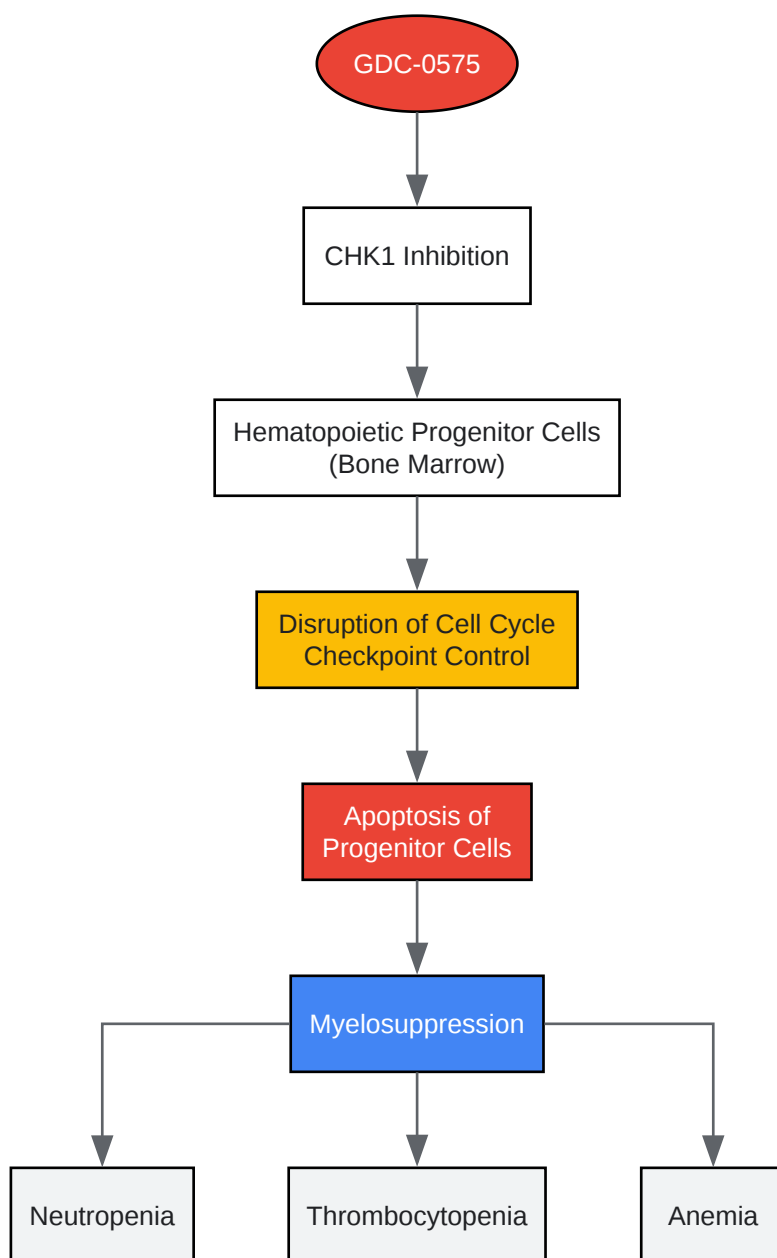 GDC-0575
CHK1 Inhibition
Hematopoietic Progenitor Cells
(Bone Marrow)
Disruption of Cell Cycle
Checkpoint Control
Apoptosis of
Progenitor Cells
Myelosuppression
Neutropenia
Thrombocytopenia
Anemia